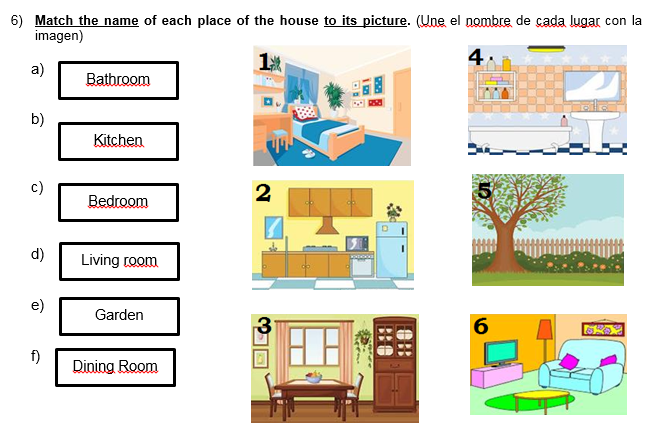 6) Match the name of each place of the house to its picture. (Une el nombre de cada lugar con la
imagen)
a) Bathroom
b) Kitchen
c) Bedroom
d) Living room
e) Garden
f) Dining Room
1
4
2
5
3
6